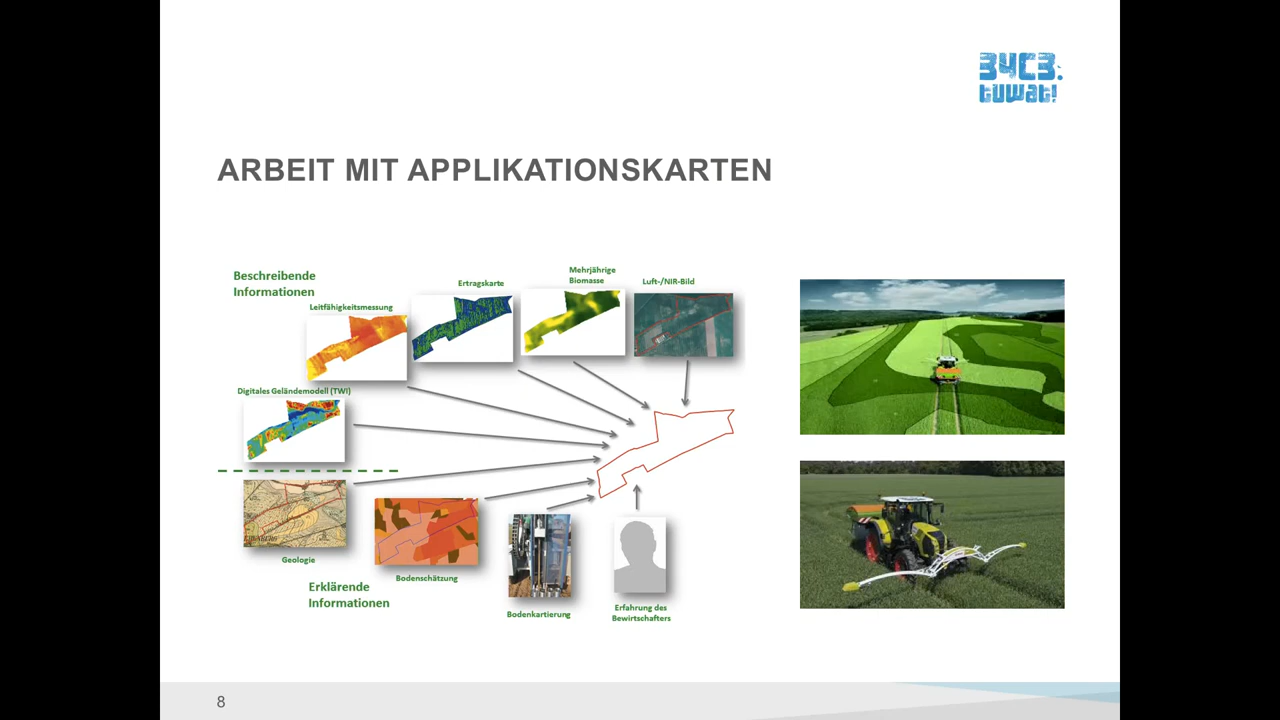 34C3.
tuwat!
ARBEIT MIT APPLIKATIONSKARTEN
Beschreibende
Informationen
Leitfähigkeitsmessung
Ertragskarte
Mehrjährige
Biomasse
Luft-/NIR-Bild
Digitales Geländemodell (TWI)
Geologie
Bodenschätzung
Erklärende
Informationen
Bodenkartierung
Erfahrung des
Bewirtschafters
8